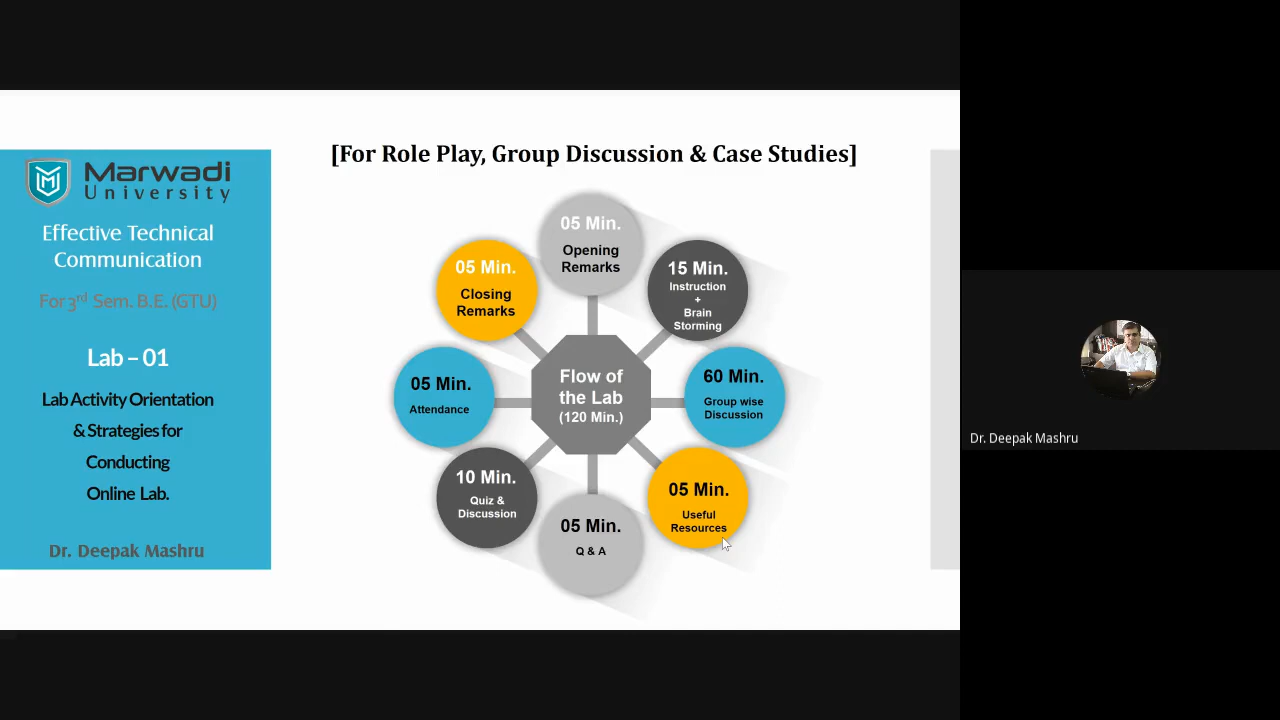 [For Role Play, Group Discussion & Case Studies]
Marwadi
University
Effective Technical
Communication
For 3rd Sem. B.E. (GTU)
Lab – 01
Lab Activity Orientation
& Strategies for
Conducting
Online Lab.
Dr. Deepak Mashru
Flow of
the Lab
(120 Min.)
05 Min.
Opening
Remarks
15 Min.
Instruction
+
Brain
Storming
60 Min.
Group wise
Discussion
05 Min.
Useful
Resources
05 Min.
Q & A
10 Min.
Quiz &
Discussion
05 Min.
Attendance
05 Min.
Closing
Remarks
Dr. Deepak Mashru